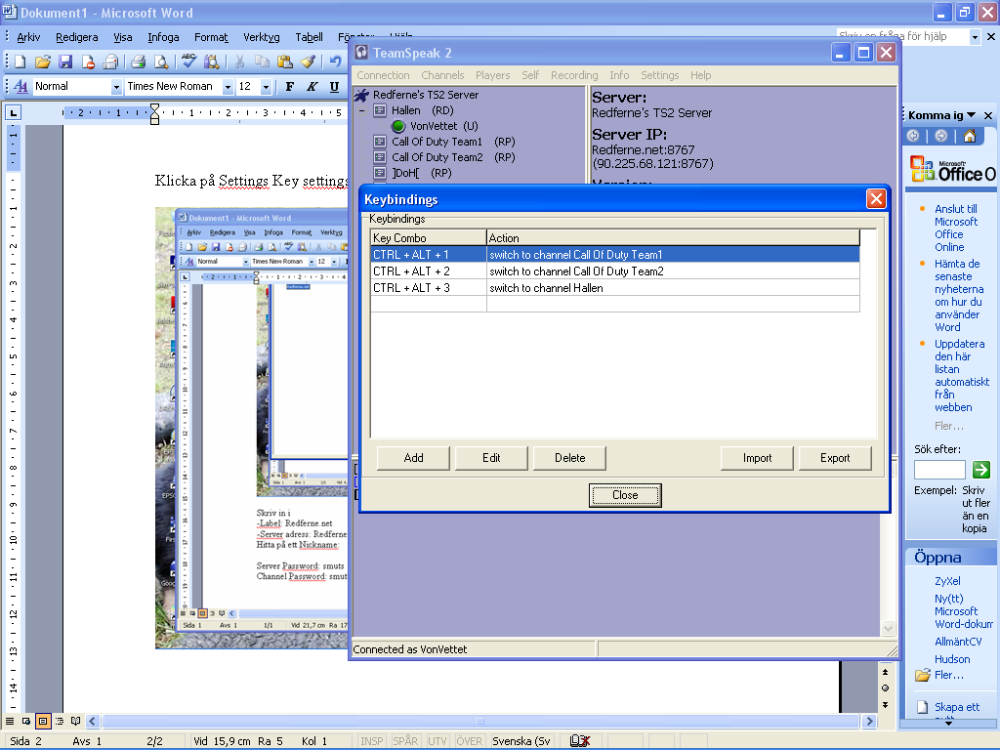 Dokument1 - Microsoft Word
Arkiv Redigera Visa Infoga Format Verktyg Tabell Fönster Hjälp
Skriv en fråga för hjälp
Normal Times New Roman 12 F K U
TeamSpeak 2
Connection Channels Players Self Recording Info Settings Help
Redferne's TS2 Server
Hallen (RD)
VonVettet (U)
Call Of Duty Team1 (RP)
Call Of Duty Team2 (RP)
]DoH[ (RP)
Server:
Redferne's TS2 Server
Server IP:
Redferne.net:8767
(90.225.68.121:8767)
Version:
Klicka på Settings Key settings
Keybindings
Keybindings
Key Combo Action
CTRL + ALT + 1 switch to channel Call Of Duty Team1
CTRL + ALT + 2 switch to channel Call Of Duty Team2
CTRL + ALT + 3 switch to channel Hallen
Add Edit Delete Import Export
Close
Connected as VonVettet
Dokument1 - Microsoft Word
Arkiv Redigera Visa Infoga Format Verktyg
Normal Times New Roman 12
Skriv in i
-Label: Redferne.net
-Server adress: Redferne
Hitta på ett Nickname:
Server Password: smuts
Channel Password: smut
Sida 1 Avs 1 1/1 Vid 21,7 cm Ra 17
Komma ig
Microsoft
Office O
Anslut till
Microsoft
Office
Online
Hämta de
senaste
nyheterna
om hur du
använder
Word
Uppdatera
den här
listan
automatiskt
från
webben
Fler...
Sök efter:
Exempel: Skriv
ut fler
än en
kopia
Öppna
ZyXel
Ny(tt)
Microsoft
Word-dokum
AllmäntCV
Hudson
Fler...
Skapa ett
Sida 2 Avs 1 2/2 Vid 15,9 cm Ra 5 Kol 1 INSP SPÅR UTV ÖVER Svenska (Sv